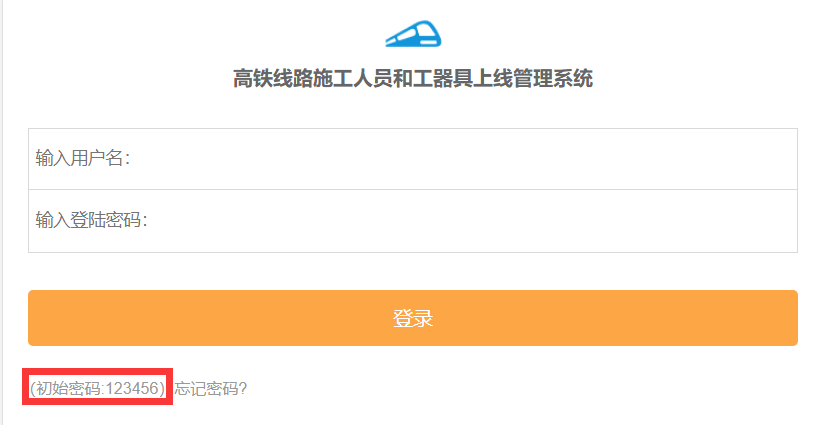 高铁线路施工人员和工器具上线管理系统
输入用户名：
输入登陆密码：
登录
(初始密码:123456) 忘记密码?